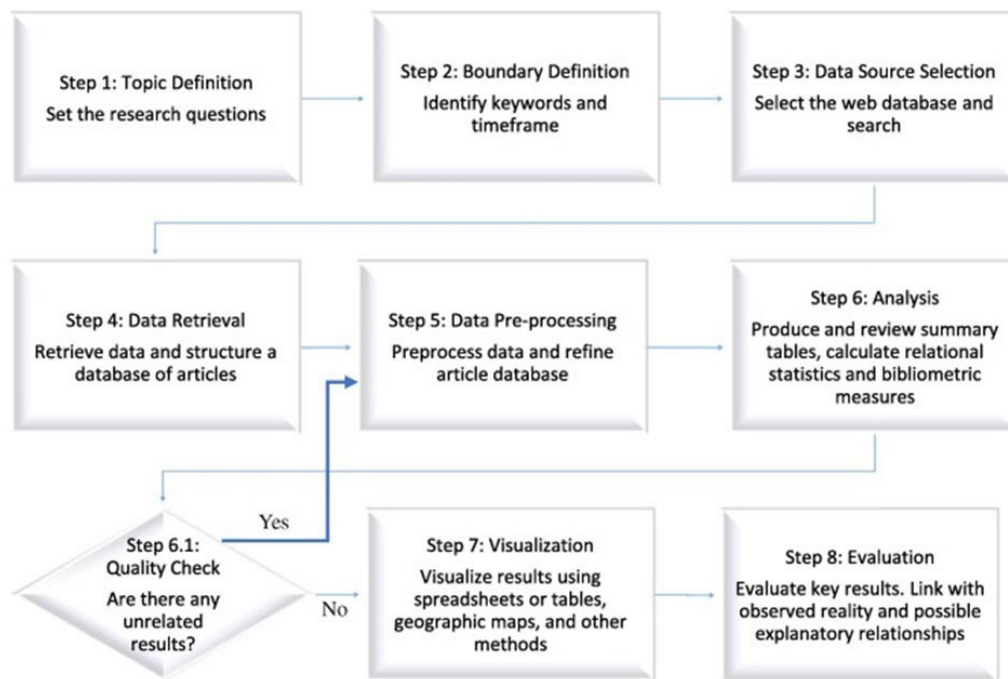 Step 1: Topic Definition
Set the research questions
Step 2: Boundary Definition
Identify keywords and
timeframe
Step 3: Data Source Selection
Select the web database and
search
Step 4: Data Retrieval
Retrieve data and structure a
database of articles
Step 5: Data Pre-processing
Preprocess data and refine
article database
Step 6: Analysis
Produce and review summary
tables, calculate relational
statistics and bibliometric
measures
Step 6.1:
Quality Check
Are there any
unrelated
results?
Yes
No
Step 7: Visualization
Visualize results using
spreadsheets or tables,
geographic maps, and other
methods
Step 8: Evaluation
Evaluate key results. Link with
observed reality and possible
explanatory relationships